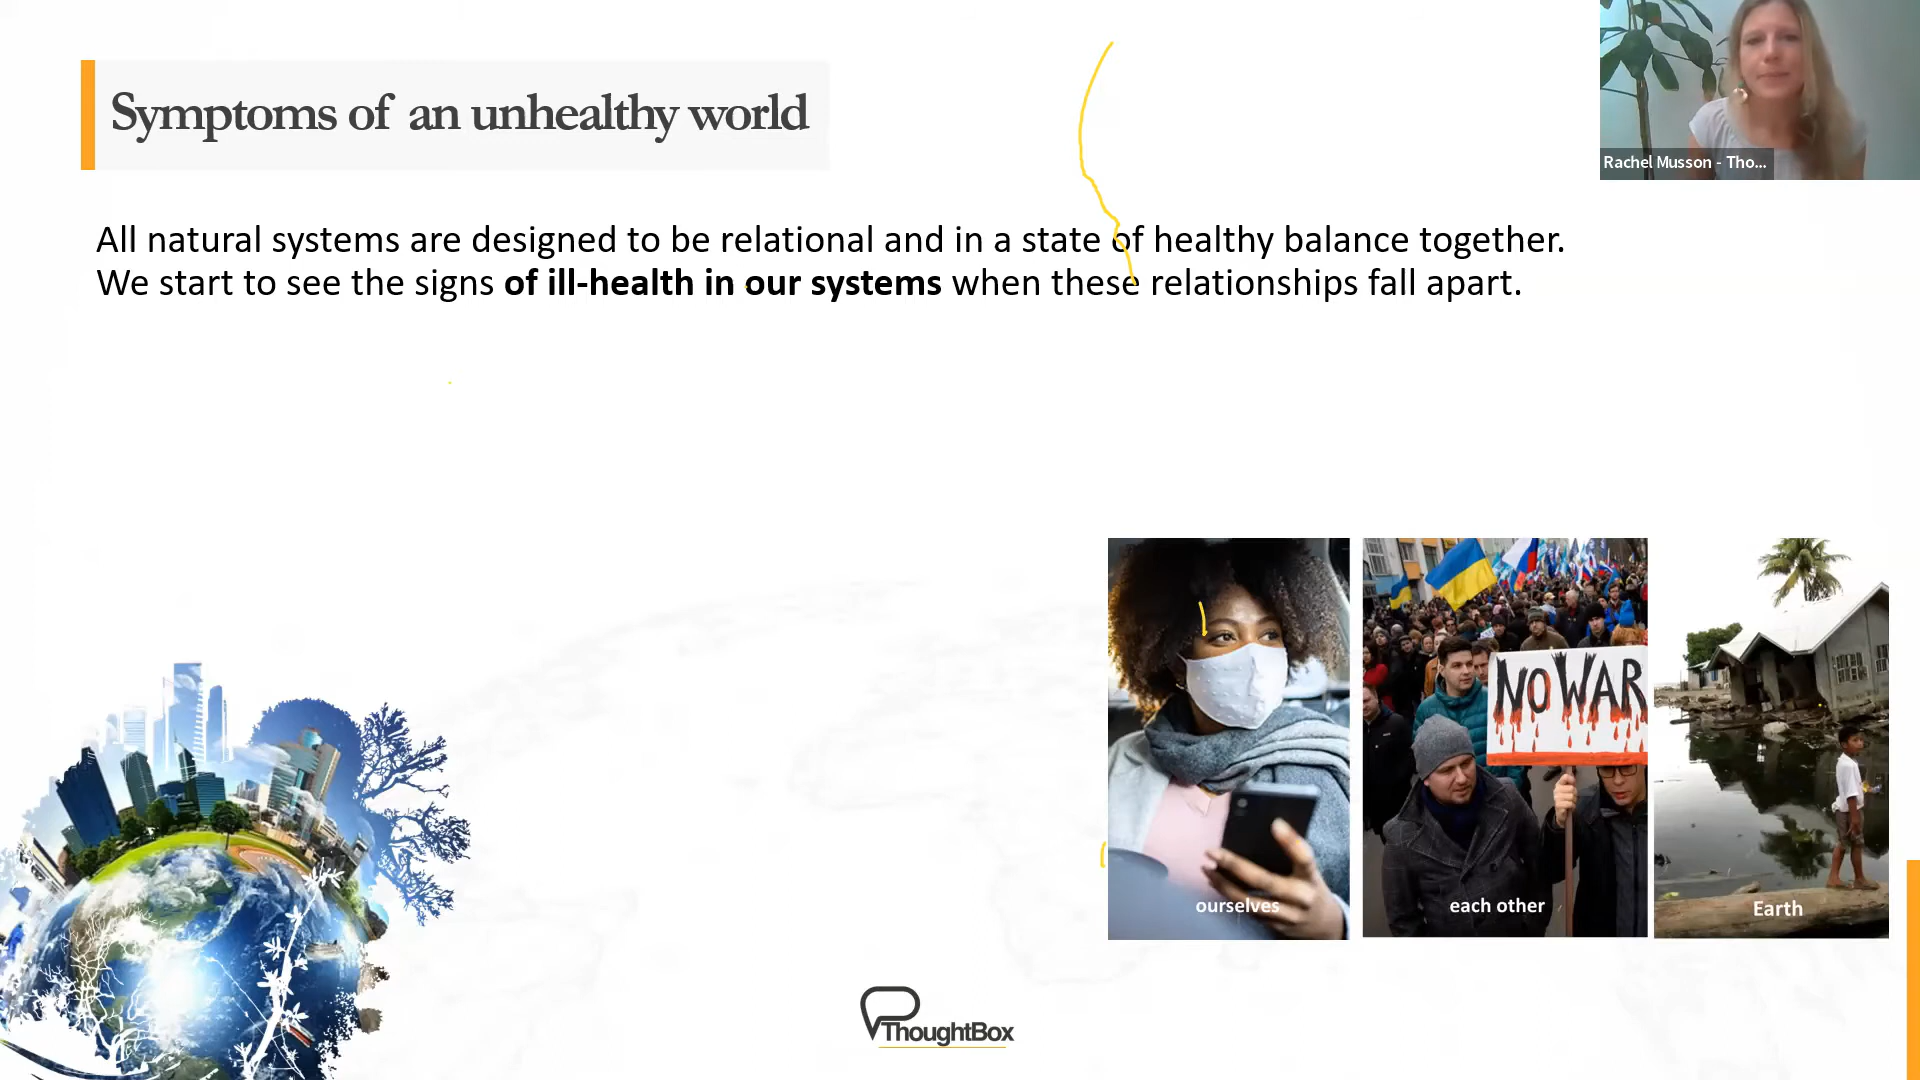 Symptoms of an unhealthy world
Rachel Musson - Tho...
All natural systems are designed to be relational and in a state of healthy balance together.
We start to see the signs of ill-health in our systems when these relationships fall apart.
NO WAR
ourselves
each other
Earth
ThoughtBox